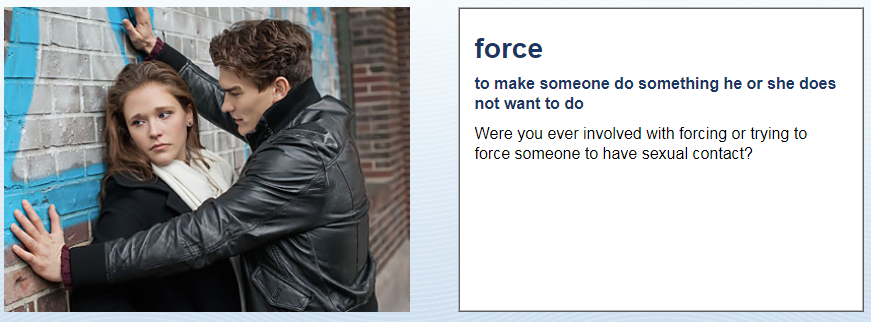 force
to make someone do something he or she does
not want to do
Were you ever involved with forcing or trying to
force someone to have sexual contact?